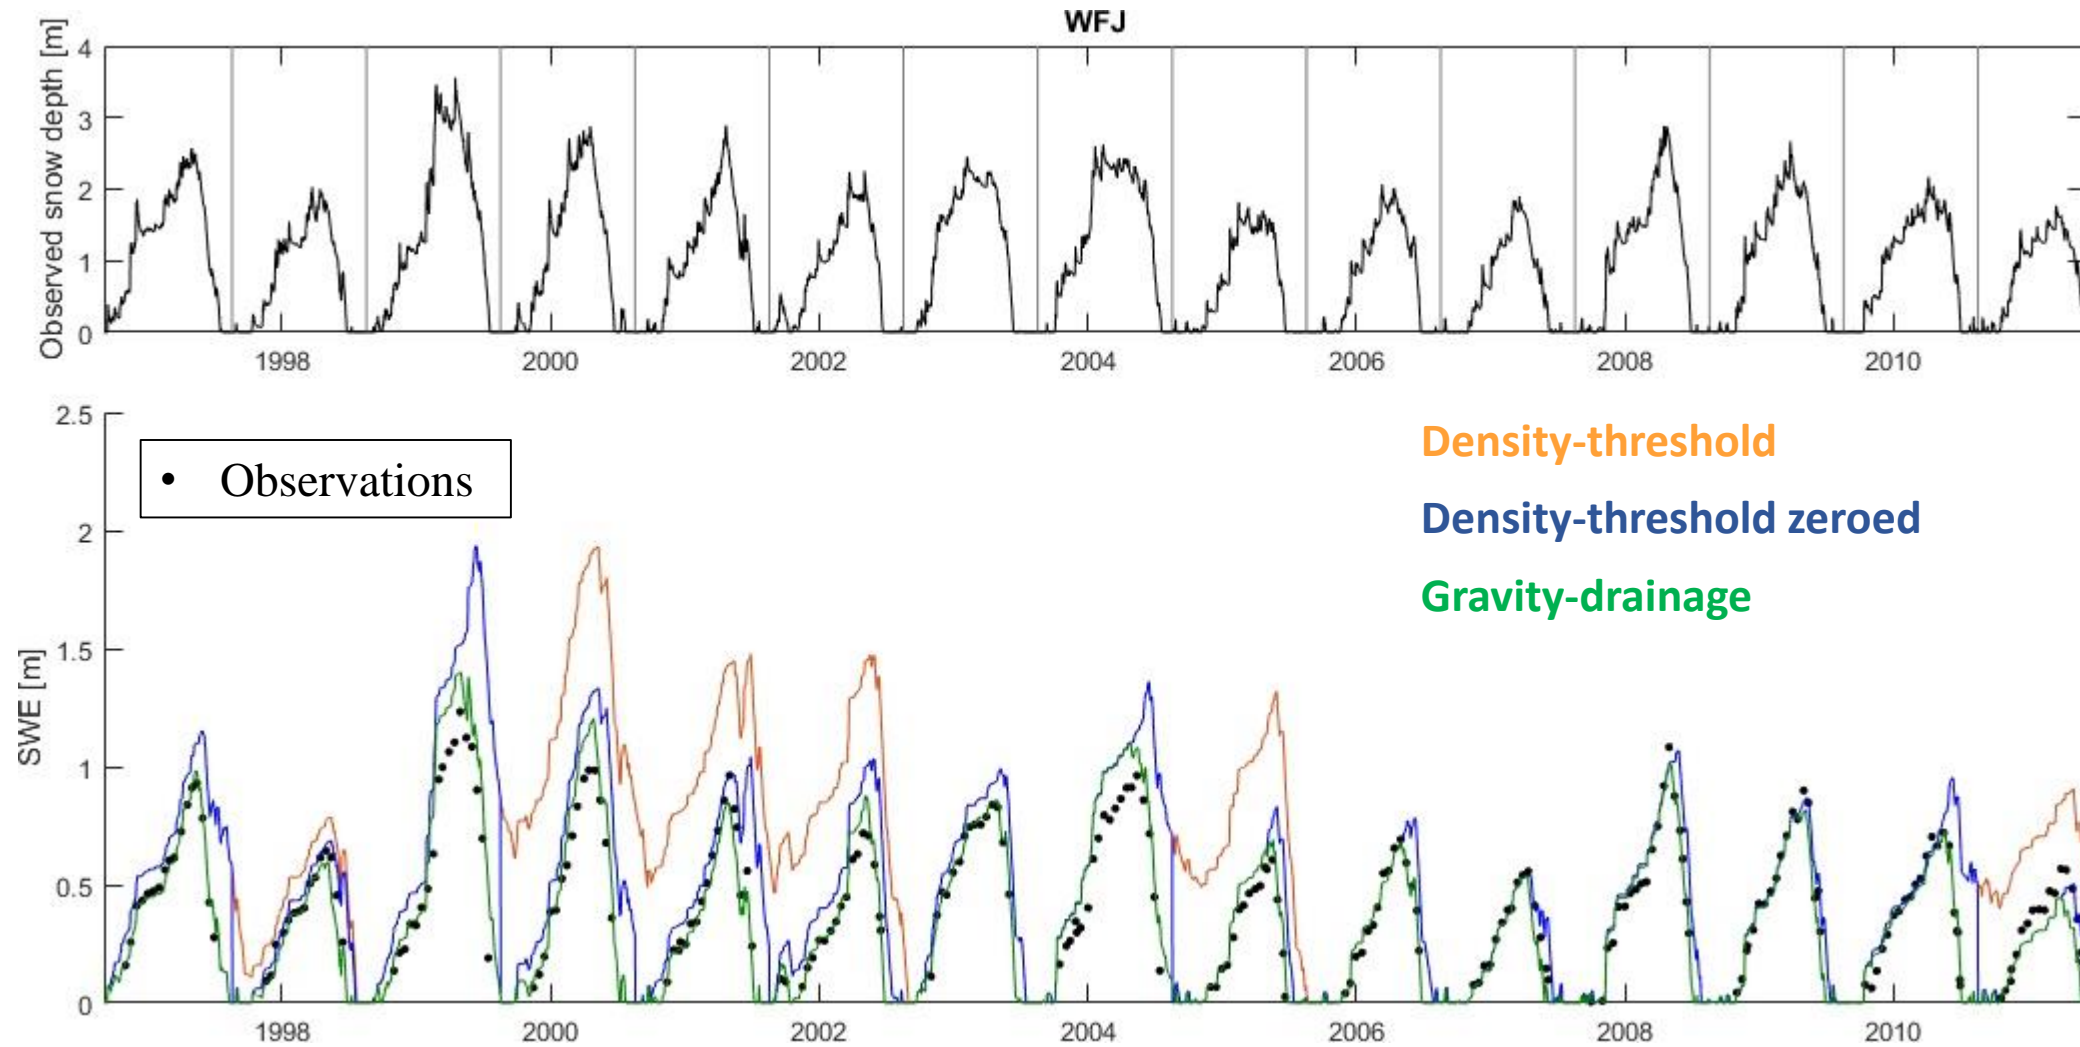 WFJ
Observed snow depth [m]
4
3
2
1
0
1998 2000 2002 2004 2006 2008 2010
SWE [m]
2.5
2
1.5
1
0.5
0
• Observations
Density-threshold
Density-threshold zeroed
Gravity-drainage
1998 2000 2002 2004 2006 2008 2010